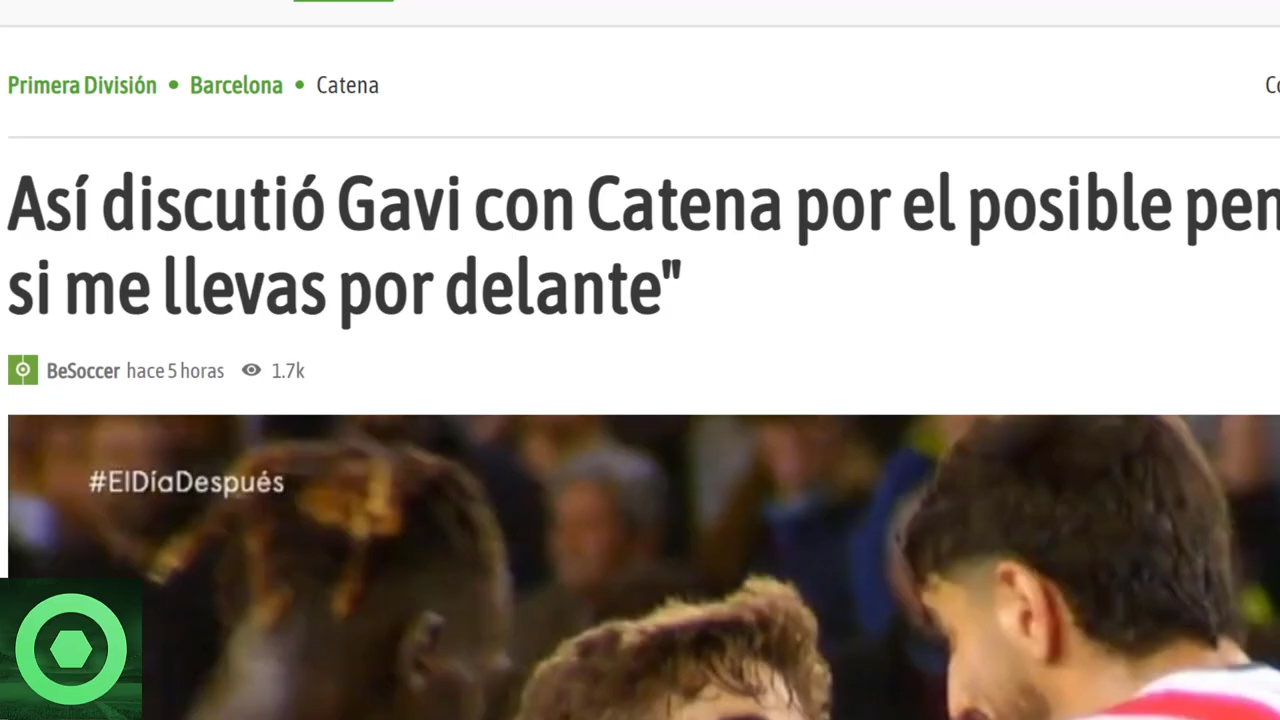 Primera División • Barcelona • Catena
Así discutió Gavi con Catena por el posible pen
si me llevas por delante"
BeSoccer hace 5 horas 1.7k
#ElDíaDespués